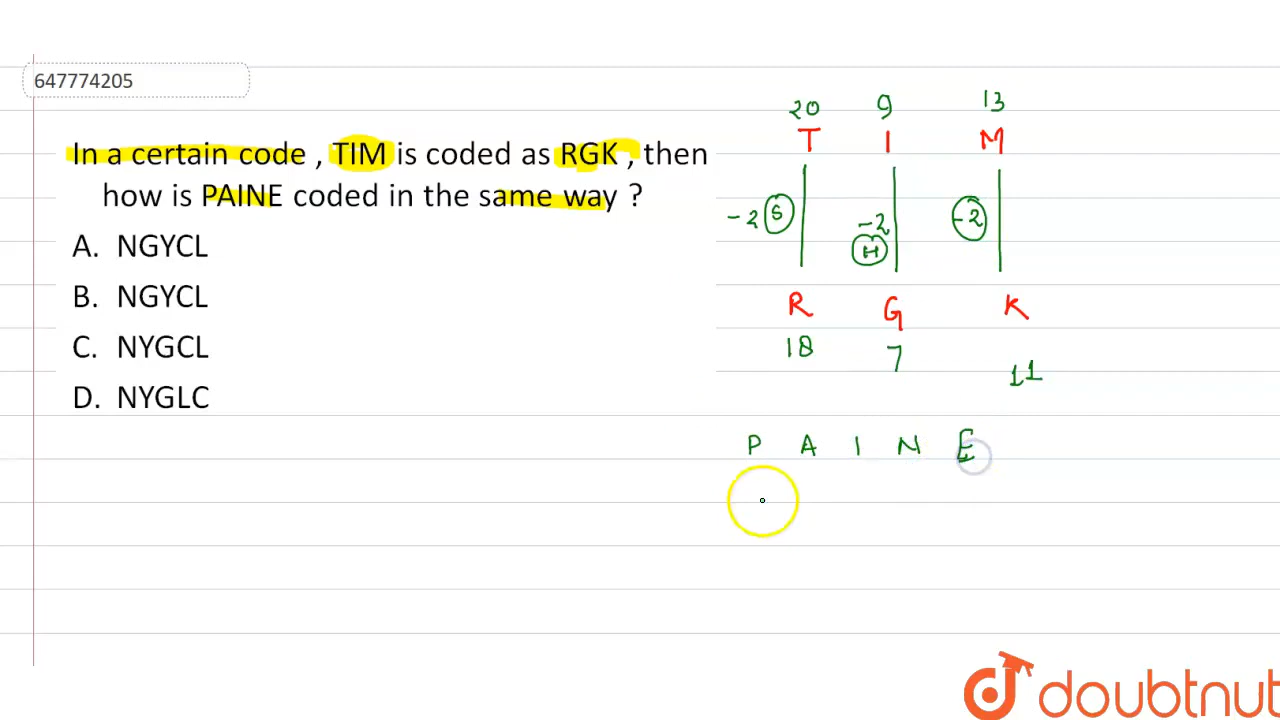 647774205
In a certain code , TIM is coded as RGK , then
how is PAINE coded in the same way ?
A. NGYCL
B. NGYCL
C. NYGCL
D. NYGLC
20 9 13
T I M
-2 S -2 H -2
R G K
18 7 11
P A I N E
doubtnut